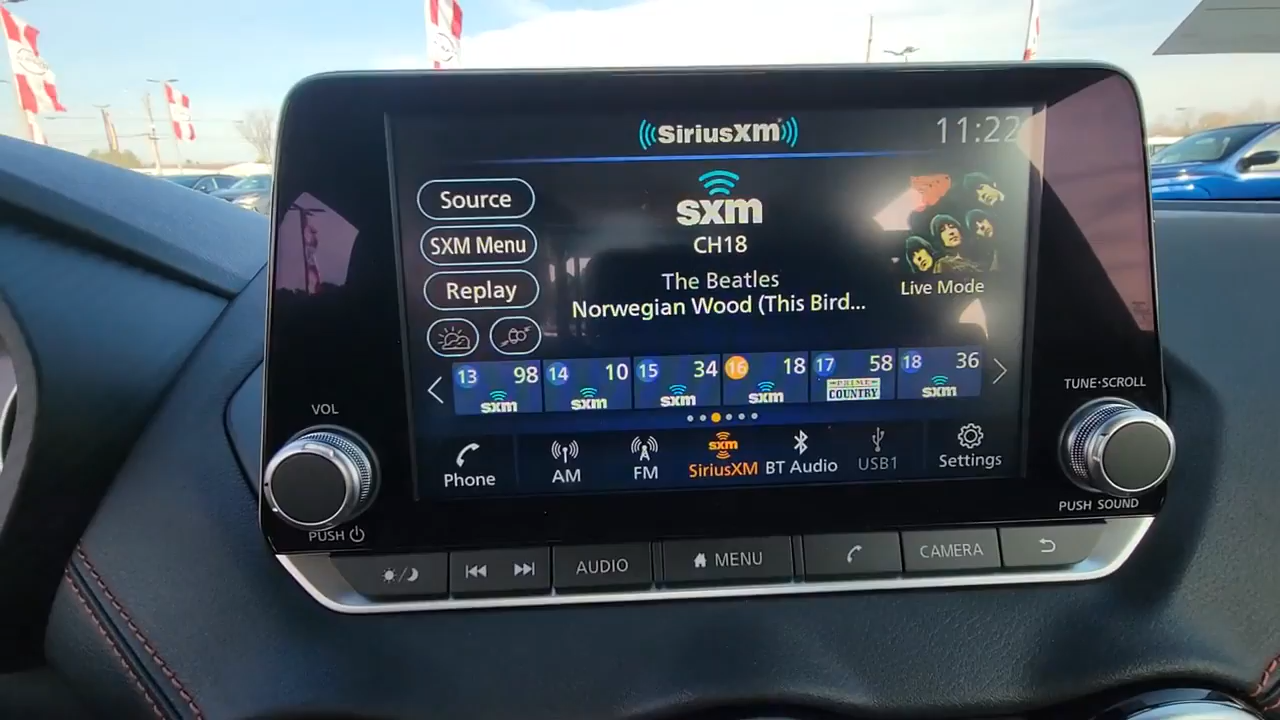 SiriusXM
11:22
Source
SXM Menu
Replay
sxm
CH18
The Beatles
Norwegian Wood (This Bird...
Live Mode
13 98 sxm
14 10 sxm
15 34 sxm
16 18 sxm
17 58 PRIME COUNTRY
18 36 sxm
Phone
AM
FM
sxm
SiriusXM
BT Audio
USB1
Settings
VOL
PUSH
TUNE·SCROLL
PUSH SOUND
AUDIO
MENU
CAMERA